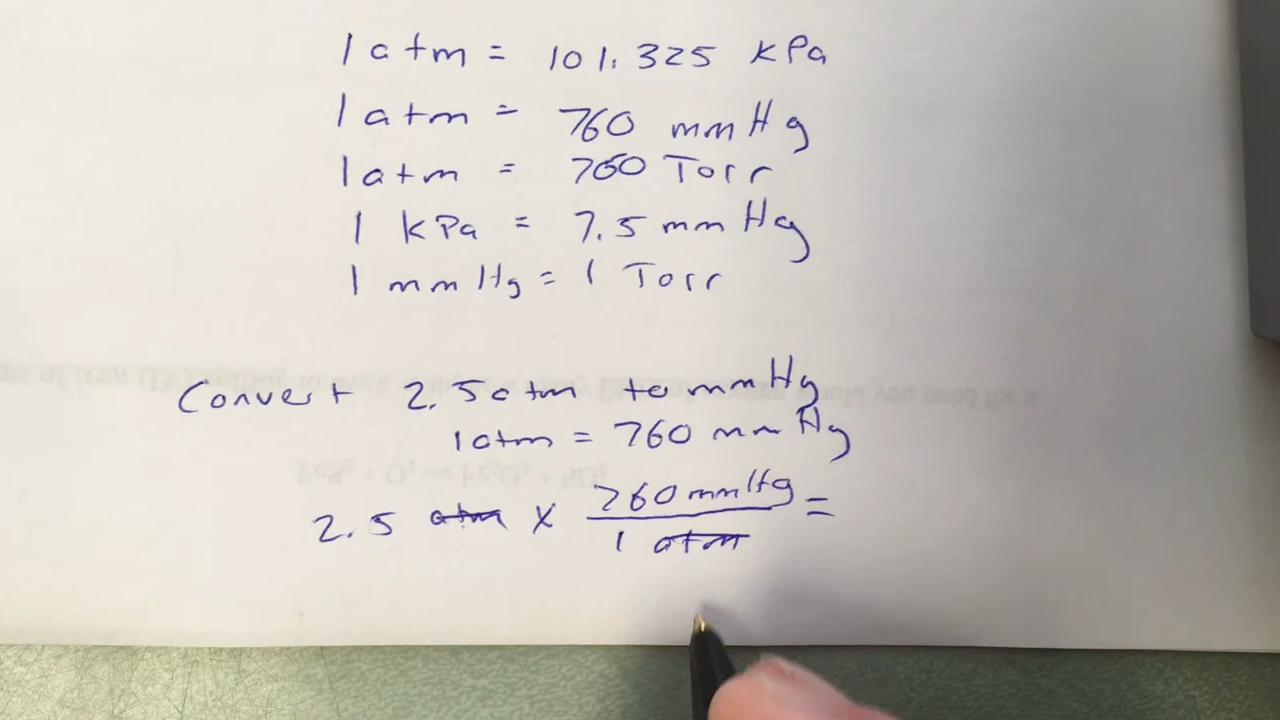 1 atm = 101.325 kPa
1 atm = 760 mmHg
1 atm = 760 Torr
1 kPa = 7.5 mmHg
1 mmHg = 1 Torr
Convert 2.5 atm to mmHg
1 atm = 760 mmHg
2.5 atm x 760 mmHg / 1 atm =